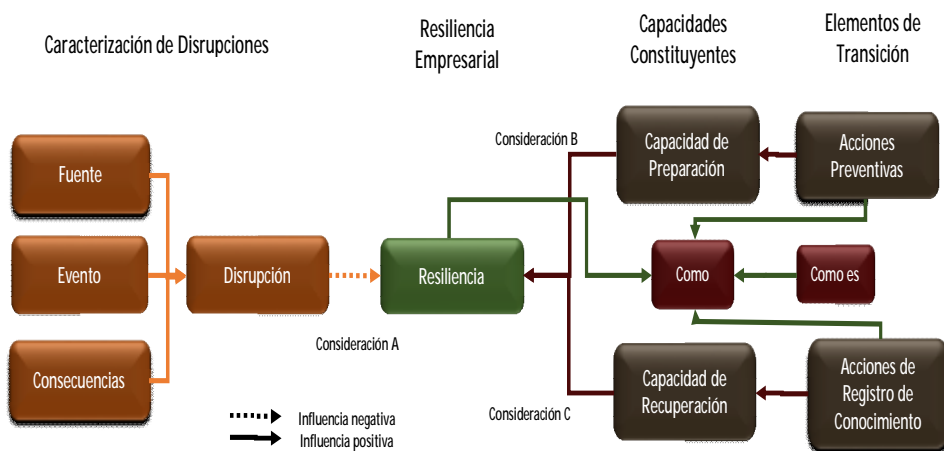 Caracterización de Disrupciones
Resiliencia
Empresarial
Capacidades
Constituyentes
Elementos de
Transición
Fuente
Evento
Consecuencias
Disrupción
Consideración A
Resiliencia
Consideración B
Capacidad de
Preparación
Acciones
Preventivas
Como
Como es
Consideración C
Capacidad de
Recuperación
Acciones de
Registro de
Conocimiento
Influencia negativa
Influencia positiva